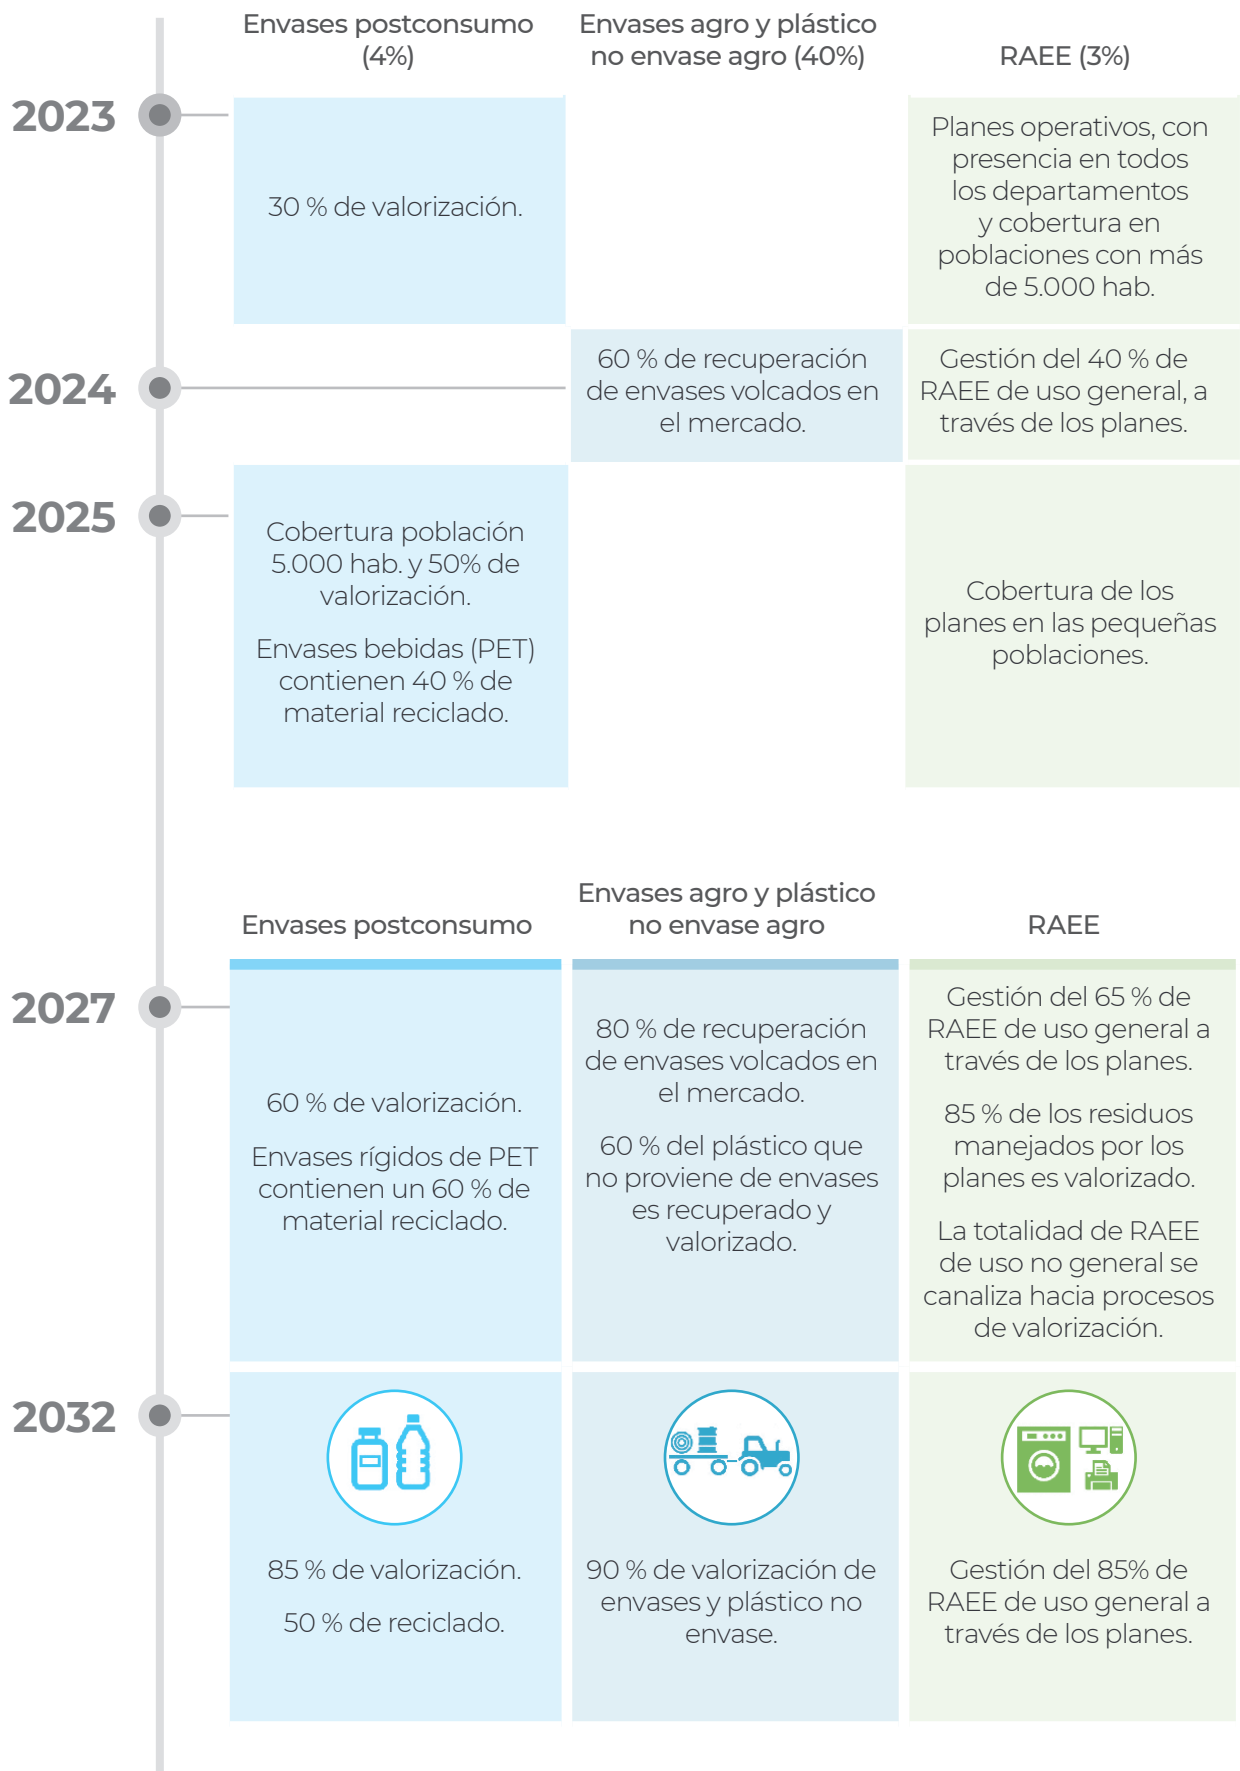 Envases postconsumo
(4%)
Envases agro y plástico
no envase agro (40%)
RAEE (3%)
2023
30 % de valorización.
Planes operativos, con
presencia en todos
los departamentos
y cobertura en
poblaciones con más
de 5.000 hab.
2024
60 % de recuperación
de envases volcados en
el mercado.
Gestión del 40 % de
RAEE de uso general, a
través de los planes.
2025
Cobertura población
5.000 hab. y 50% de
valorización.
Envases bebidas (PET)
contienen 40 % de
material reciclado.
Cobertura de los
planes en las pequeñas
poblaciones.
Envases postconsumo
Envases agro y plástico
no envase agro
RAEE
2027
60 % de valorización.
Envases rígidos de PET
contienen un 60 % de
material reciclado.
80 % de recuperación
de envases volcados en
el mercado.
60 % del plástico que
no proviene de envases
es recuperado y
valorizado.
Gestión del 65 % de
RAEE de uso general a
través de los planes.
85 % de los residuos
manejados por los
planes es valorizado.
La totalidad de RAEE
de uso no general se
canaliza hacia procesos
de valorización.
2032
85 % de valorización.
50 % de reciclado.
90 % de valorización de
envases y plástico no
envase.
Gestión del 85% de
RAEE de uso general a
través de los planes.